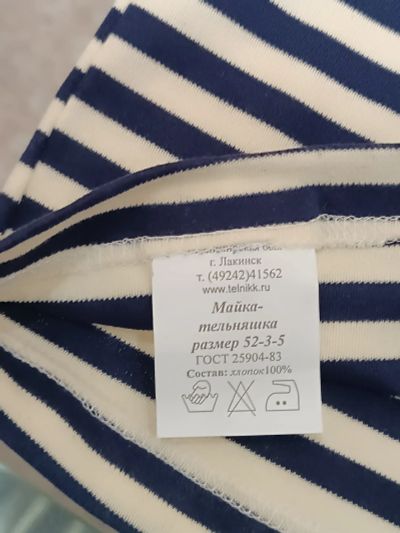 г. Лакинск
т. (49242)41562
www.telnikk.ru
Майка-
тельняшка
размер 52-3-5
ГОСТ 25904-83
Состав: хлопок100%